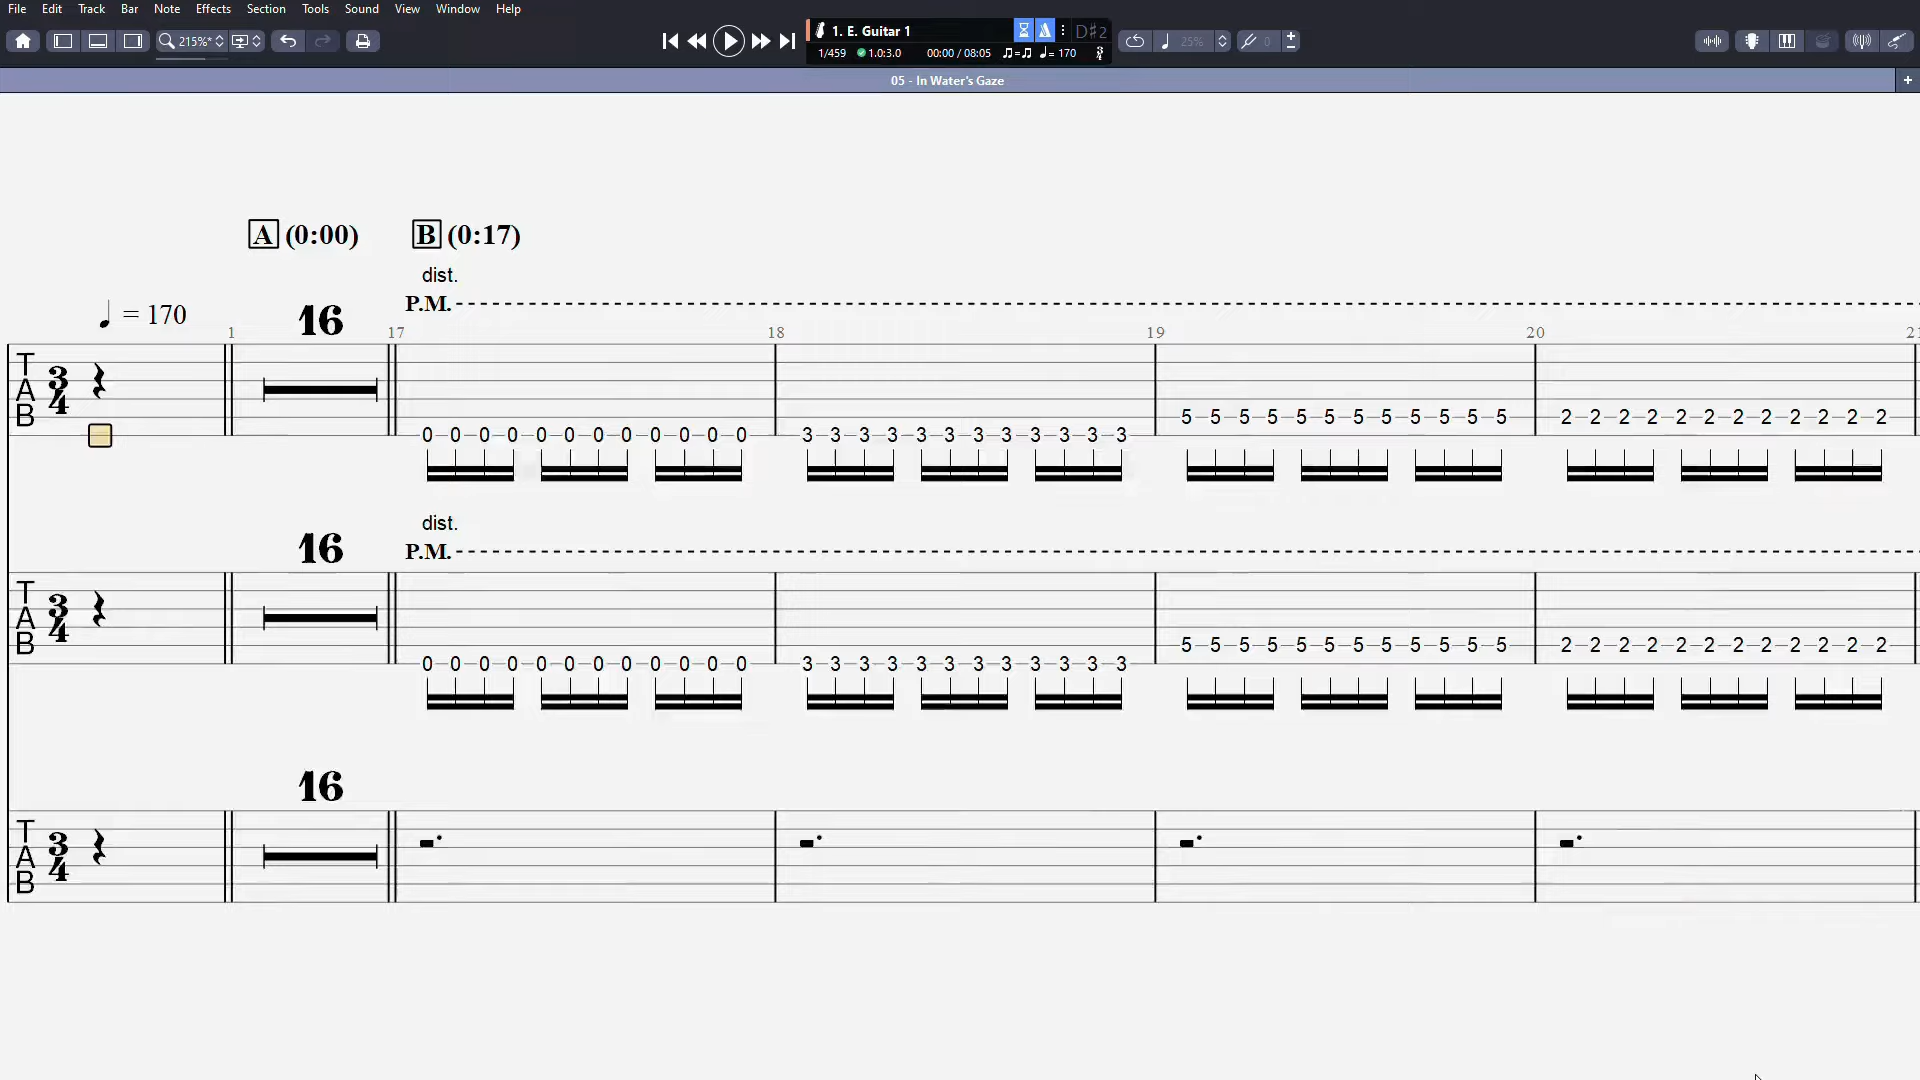 File Edit Track Bar Note Effects Section Tools Sound View Window Help
215%* 1. E. Guitar 1 D♯2 25% 0
1/459 1.0:3.0 00:00 / 08:05 ♫=♫ ♩= 170
05 - In Water's Gaze +
A (0:00) B (0:17)
dist.
P.M.
♩ = 170 16
1 17 18 19 20 21
T A B 3 4
5 5 5 5 5 5 5 5 5 5 5 5 2 2 2 2 2 2 2 2 2 2 2 2
0 0 0 0 0 0 0 0 0 0 0 0 3 3 3 3 3 3 3 3 3 3 3 3
dist.
16 P.M.
T A B 3 4
5 5 5 5 5 5 5 5 5 5 5 5 2 2 2 2 2 2 2 2 2 2 2 2
0 0 0 0 0 0 0 0 0 0 0 0 3 3 3 3 3 3 3 3 3 3 3 3
16
T A B 3 4